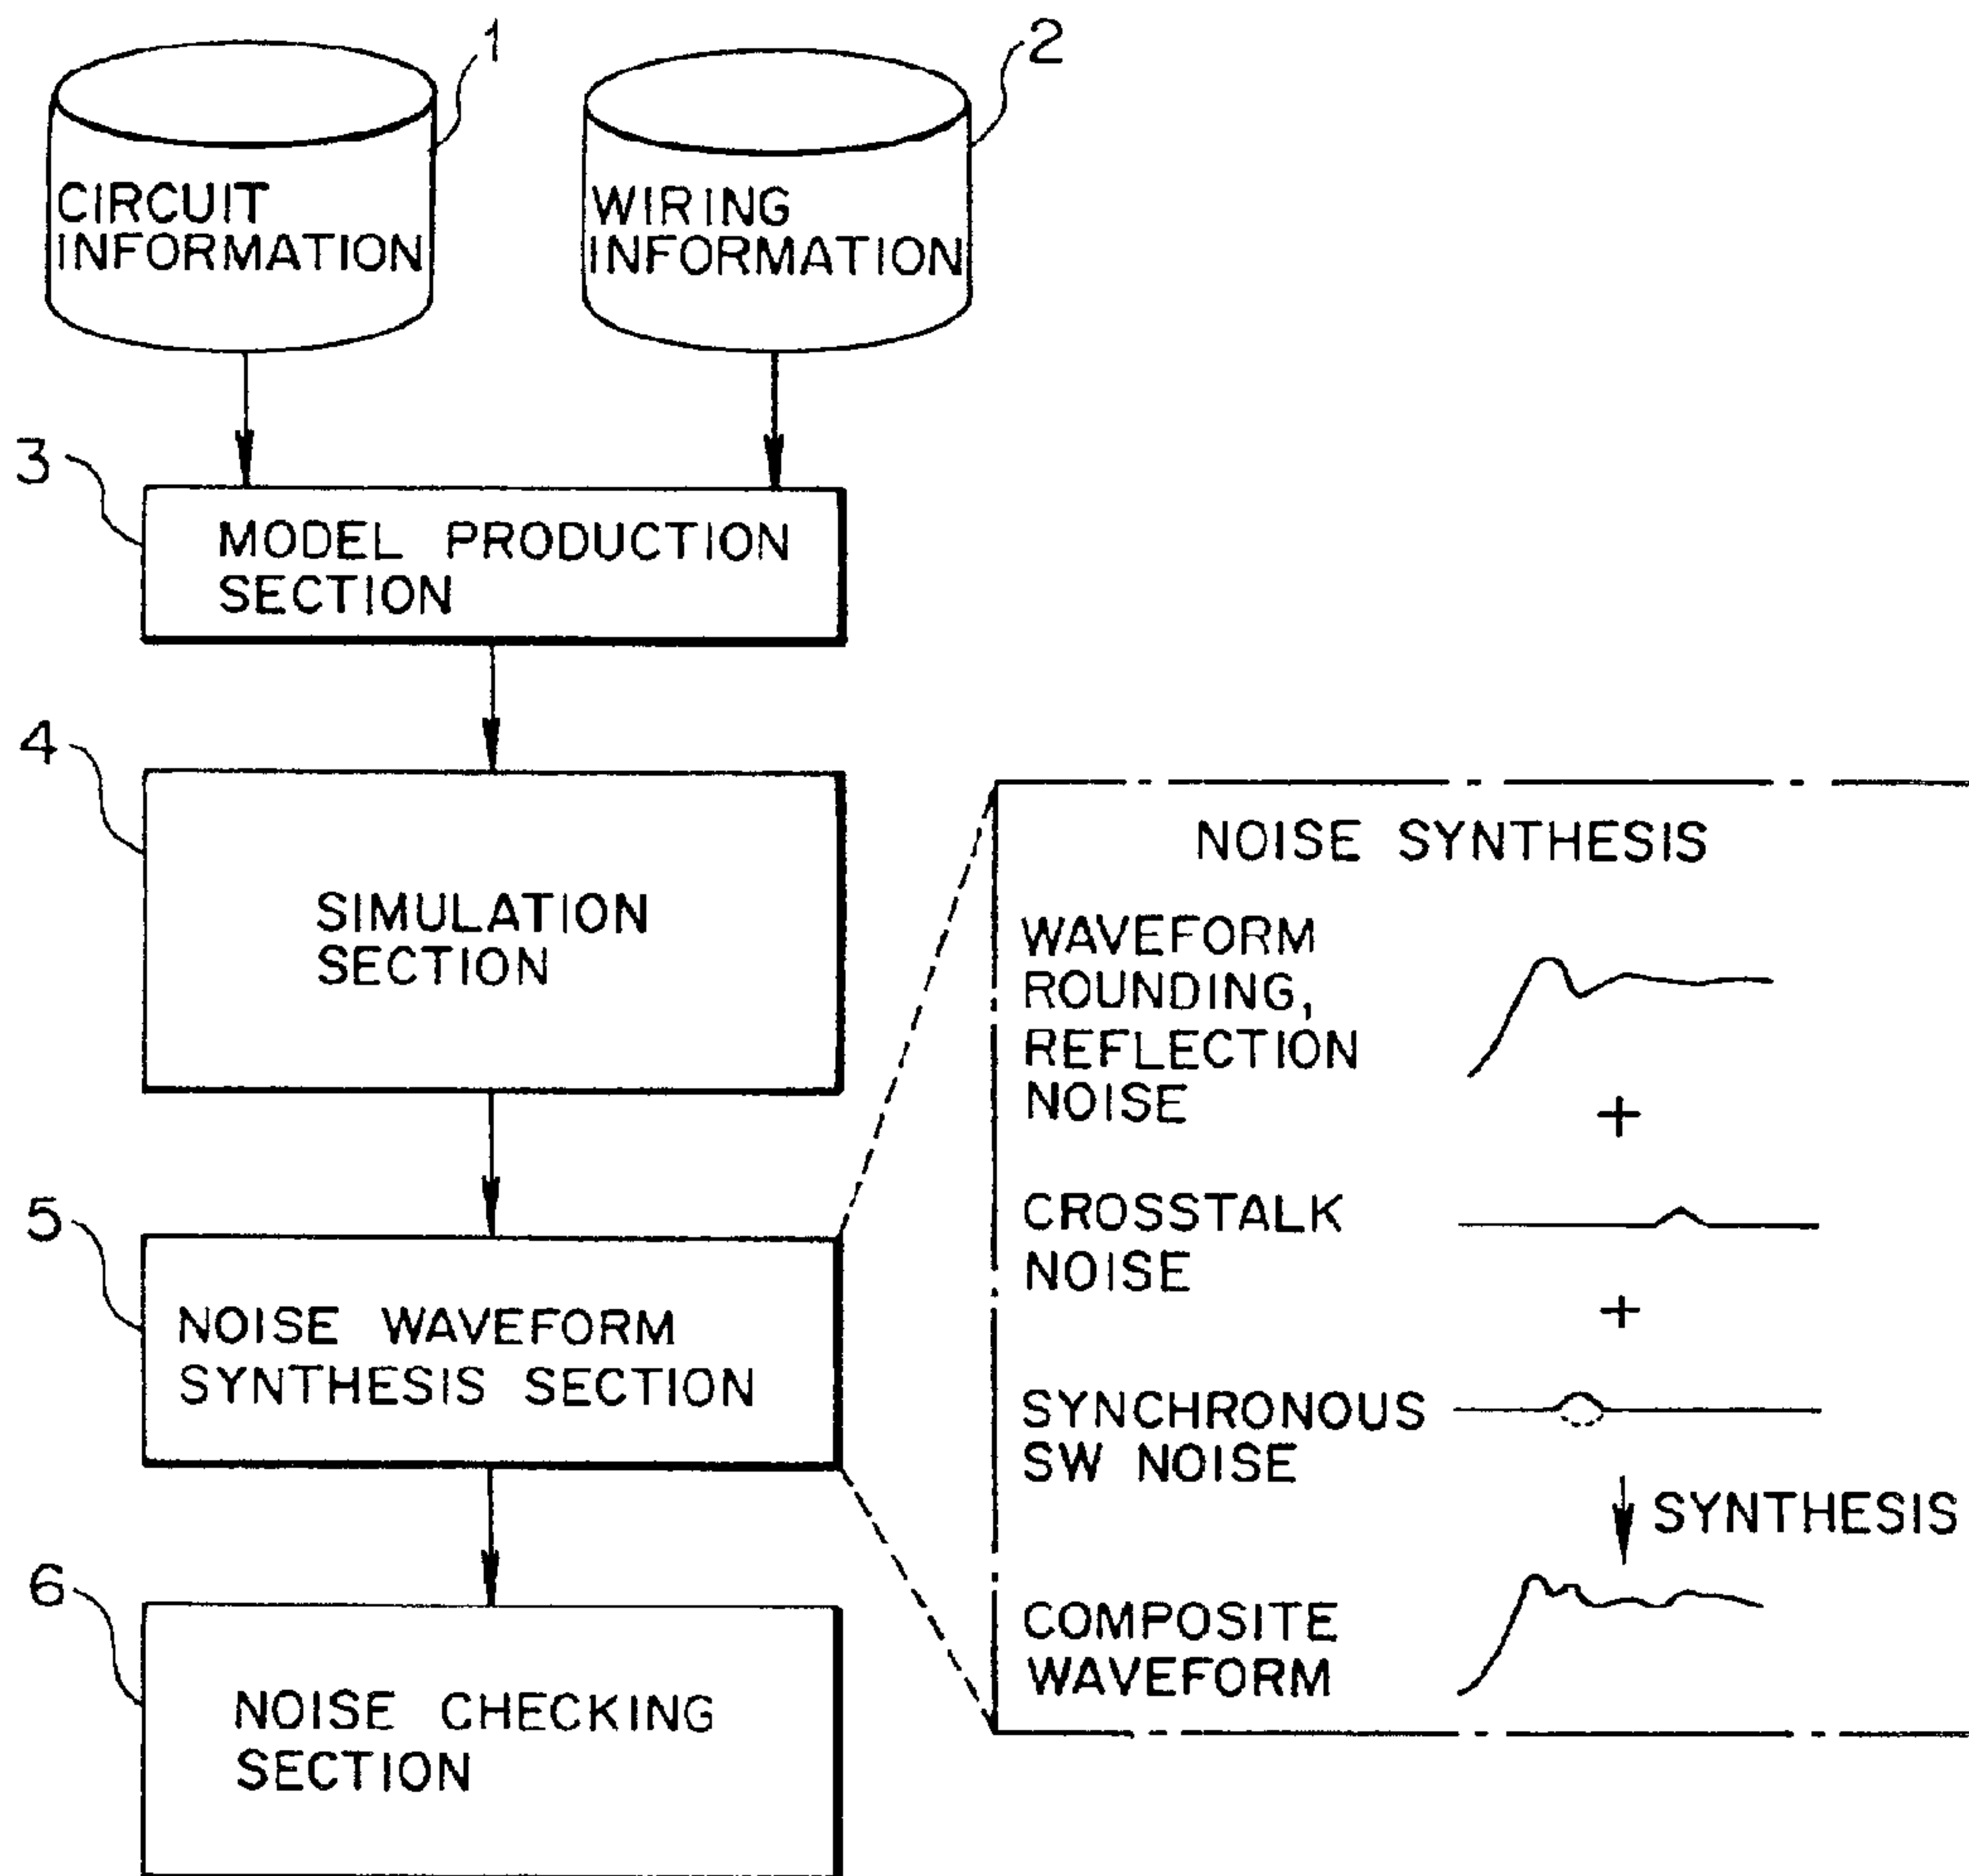 1
2
CIRCUIT
INFORMATION
WIRING
INFORMATION
3
MODEL PRODUCTION
SECTION
4
SIMULATION
SECTION
5
NOISE WAVEFORM
SYNTHESIS SECTION
6
NOISE CHECKING
SECTION
NOISE SYNTHESIS
WAVEFORM
ROUNDING,
REFLECTION
NOISE
+
CROSSTALK
NOISE
+
SYNCHRONOUS
SW NOISE
SYNTHESIS
COMPOSITE
WAVEFORM